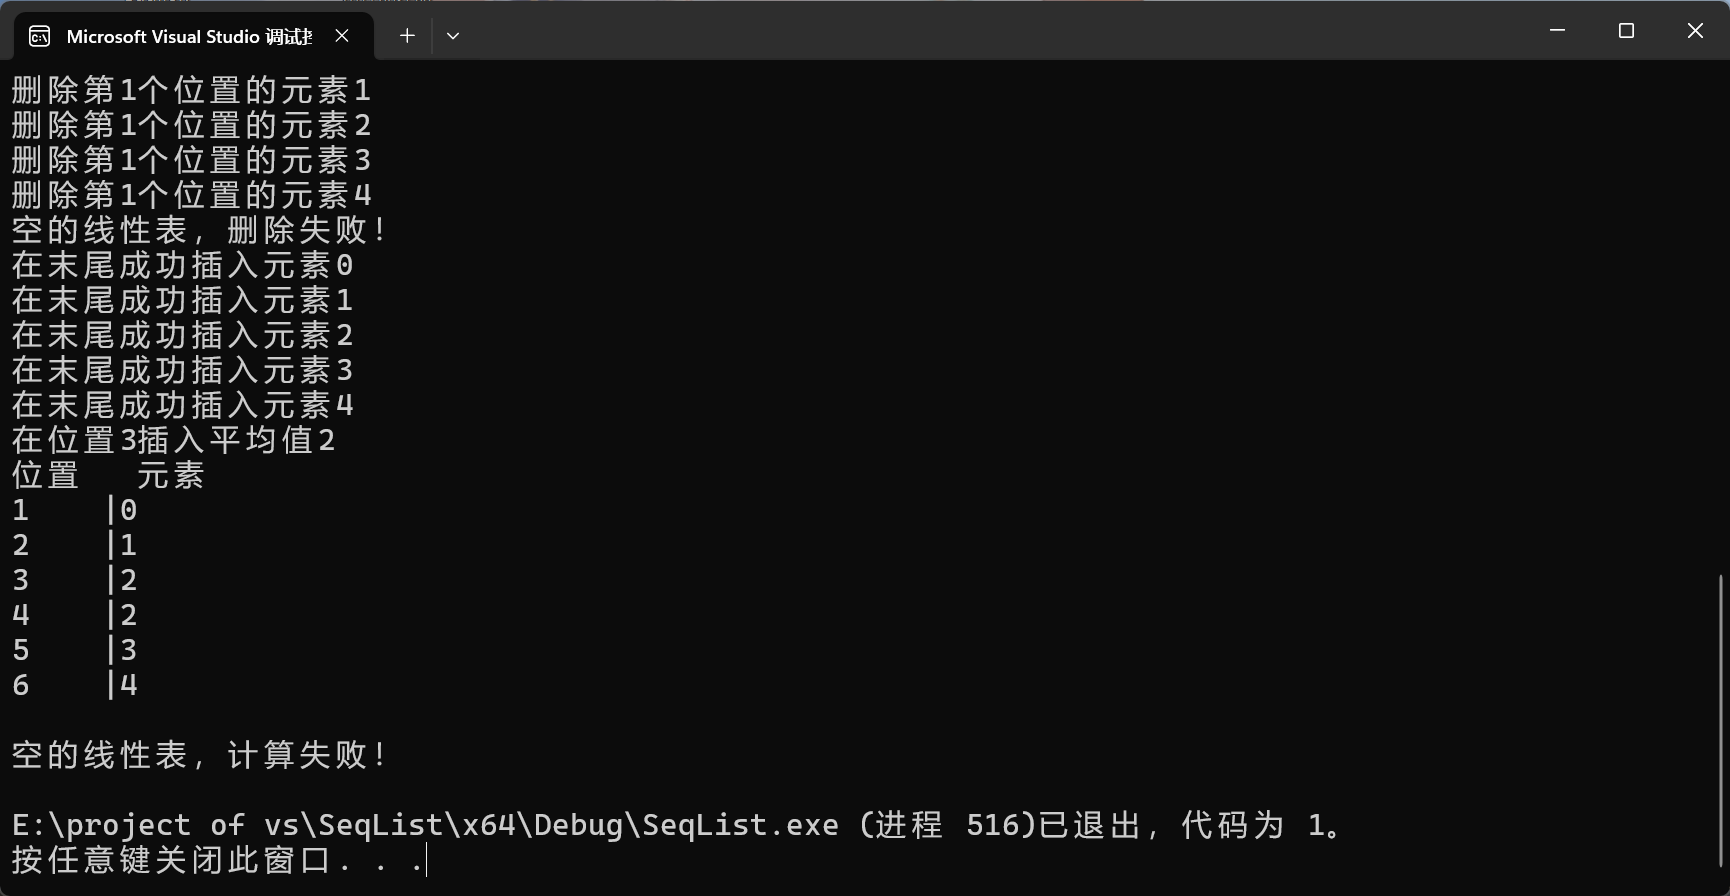 Microsoft Visual Studio 调试
删除第1个位置的元素1
删除第1个位置的元素2
删除第1个位置的元素3
删除第1个位置的元素4
空的线性表，删除失败！
在末尾成功插入元素0
在末尾成功插入元素1
在末尾成功插入元素2
在末尾成功插入元素3
在末尾成功插入元素4
在位置3插入平均值2
位置 元素
1 |0
2 |1
3 |2
4 |2
5 |3
6 |4
空的线性表，计算失败！
E:\project of vs\SeqList\x64\Debug\SeqList.exe (进程 516)已退出，代码为 1。
按任意键关闭此窗口. . .